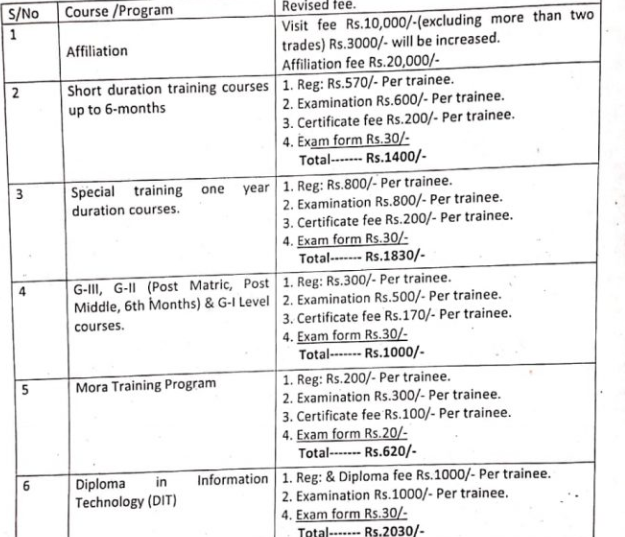 S/No Course /Program Revised fee.
1 Affiliation Visit fee Rs.10,000/-(excluding more than two
trades) Rs.3000/- will be increased.
Affiliation fee Rs.20,000/-
2 Short duration training courses 1. Reg: Rs.570/- Per trainee.
up to 6-months 2. Examination Rs.600/- Per trainee.
3. Certificate fee Rs.200/- Per trainee.
4. Exam form Rs.30/-
Total------- Rs.1400/-
3 Special training one year 1. Reg: Rs.800/- Per trainee.
duration courses. 2. Examination Rs.800/- Per trainee.
3. Certificate fee Rs.200/- Per trainee.
4. Exam form Rs.30/-
Total------- Rs.1830/-
4 G-III, G-II (Post Matric, Post 1. Reg: Rs.300/- Per trainee.
Middle, 6th Months) & G-I Level 2. Examination Rs.500/- Per trainee.
courses. 3. Certificate fee Rs.170/- Per trainee.
4. Exam form Rs.30/-
Total------- Rs.1000/-
5 Mora Training Program 1. Reg: Rs.200/- Per trainee.
2. Examination Rs.300/- Per trainee.
3. Certificate fee Rs.100/- Per trainee.
4. Exam form Rs.20/-
Total------- Rs.620/-
6 Diploma in Information 1. Reg: & Diploma fee Rs.1000/- Per trainee.
Technology (DIT) 2. Examination Rs.1000/- Per trainee.
4. Exam form Rs.30/-
Total------- Rs.2030/-